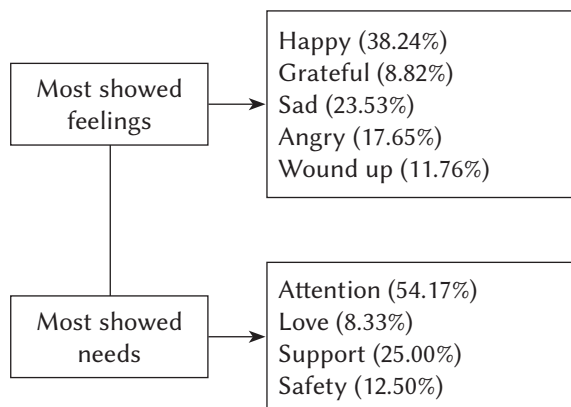 Most showed
feelings
Happy (38.24%)
Grateful (8.82%)
Sad (23.53%)
Angry (17.65%)
Wound up (11.76%)
Most showed
needs
Attention (54.17%)
Love (8.33%)
Support (25.00%)
Safety (12.50%)